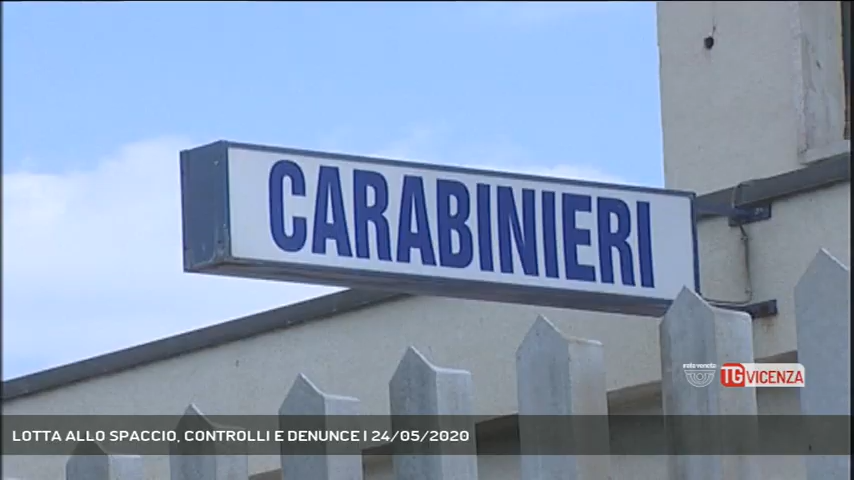 CARABINIERI
TG VICENZA
LOTTA ALLO SPACCIO, CONTROLLI E DENUNCE | 24/05/2020